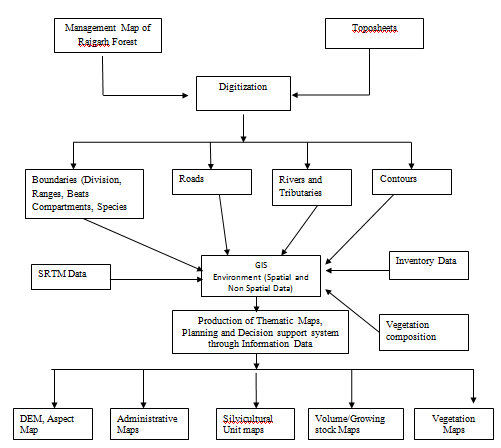 Management Map of
Rajgarh Forest
Toposheets
Digitization
Boundaries (Division,
Ranges, Beats
Compartments, Species
Roads
Rivers and
Tributaries
Contours
SRTM Data
GIS
Environment (Spatial and
Non Spatial Data)
Inventory Data
Production of Thematic Maps,
Planning and Decision support system
through Information Data
Vegetation
composition
DEM, Aspect
Map
Administrative
Maps
Silvicultural
Unit maps
Volume/Growing
stock Maps
Vegetation
Maps